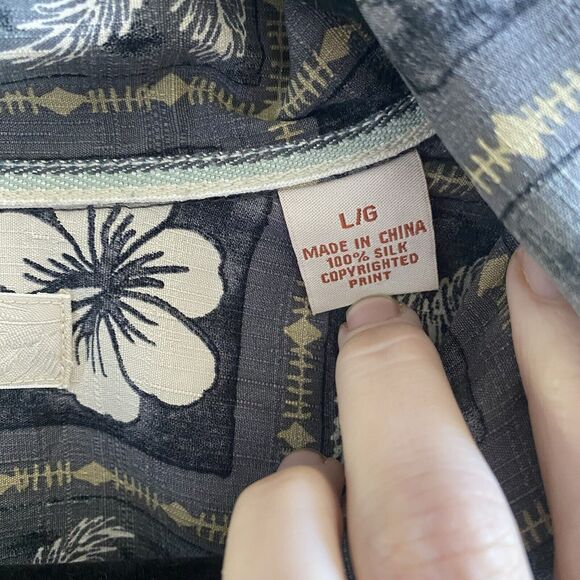 L/G
MADE IN CHINA
100% SILK
COPYRIGHTED
PRINT